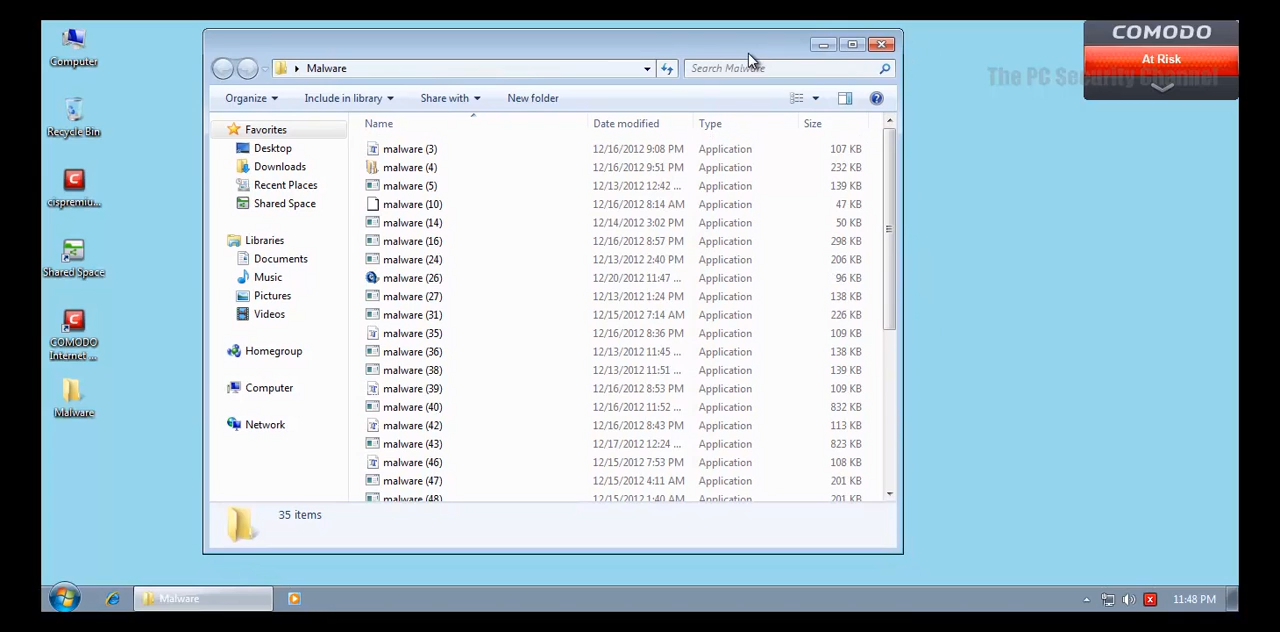 Computer
Recycle Bin
cispremiu...
Shared Space
COMODO
Internet ...
Malware
Malware
Search Malware
Organize
Include in library
Share with
New folder
Favorites
Desktop
Downloads
Recent Places
Shared Space
Libraries
Documents
Music
Pictures
Videos
Homegroup
Computer
Network
Name Date modified Type Size
malware (3) 12/16/2012 9:08 PM Application 107 KB
malware (4) 12/16/2012 9:51 PM Application 232 KB
malware (5) 12/13/2012 12:42 ... Application 139 KB
malware (10) 12/16/2012 8:14 AM Application 47 KB
malware (14) 12/14/2012 3:02 PM Application 50 KB
malware (16) 12/16/2012 8:57 PM Application 298 KB
malware (24) 12/13/2012 2:40 PM Application 206 KB
malware (26) 12/20/2012 11:47 ... Application 96 KB
malware (27) 12/13/2012 1:24 PM Application 138 KB
malware (31) 12/15/2012 7:14 AM Application 226 KB
malware (35) 12/16/2012 8:36 PM Application 109 KB
malware (36) 12/13/2012 11:45 ... Application 138 KB
malware (38) 12/13/2012 11:51 ... Application 139 KB
malware (39) 12/16/2012 8:53 PM Application 109 KB
malware (40) 12/16/2012 11:52 ... Application 832 KB
malware (42) 12/16/2012 8:43 PM Application 113 KB
malware (43) 12/17/2012 12:24 ... Application 823 KB
malware (46) 12/15/2012 7:53 PM Application 108 KB
malware (47) 12/15/2012 4:11 AM Application 201 KB
malware (48) 12/15/2012 1:40 AM Application 201 KB
35 items
COMODO
At Risk
The PC Security Channel
Malware
11:48 PM